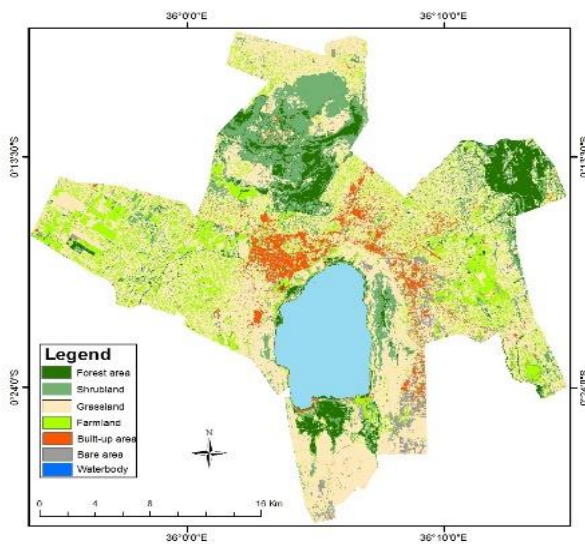 36°0'0"E 36°10'0"E
0°13'30"S 0°13'30"S
0°24'0"S 0°24'0"S
Legend
Forest area
Shrubland
Grassland
Farmland
Built-up area
Bare area
Waterbody
N
0 4 8 16 Km
36°0'0"E 36°10'0"E